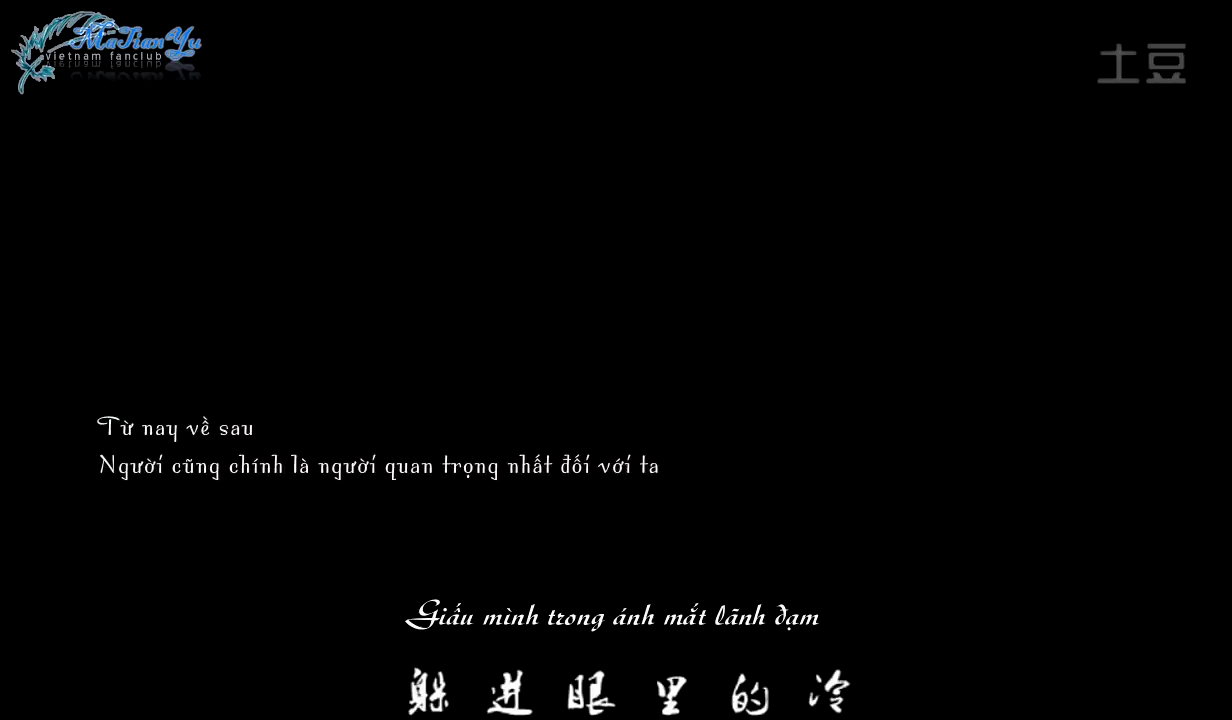 MaTianYu
vietnam fanclub
土豆
Từ nay về sau
Người cũng chính là người quan trọng nhất đối với ta
Giấu mình trong ánh mắt lãnh đạm
躲进眼里的冷